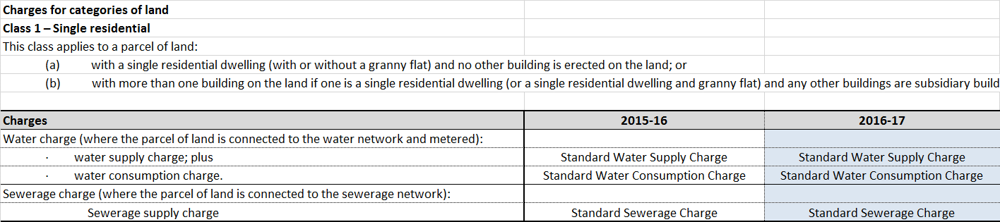 Charges for categories of land
Class 1 – Single residential
This class applies to a parcel of land:
(a) with a single residential dwelling (with or without a granny flat) and no other building is erected on the land; or
(b) with more than one building on the land if one is a single residential dwelling (or a single residential dwelling and granny flat) and any other buildings are subsidiary build
Charges 2015-16 2016-17
Water charge (where the parcel of land is connected to the water network and metered):
· water supply charge; plus Standard Water Supply Charge Standard Water Supply Charge
· water consumption charge. Standard Water Consumption Charge Standard Water Consumption Charge
Sewerage charge (where the parcel of land is connected to the sewerage network):
Sewerage supply charge Standard Sewerage Charge Standard Sewerage Charge